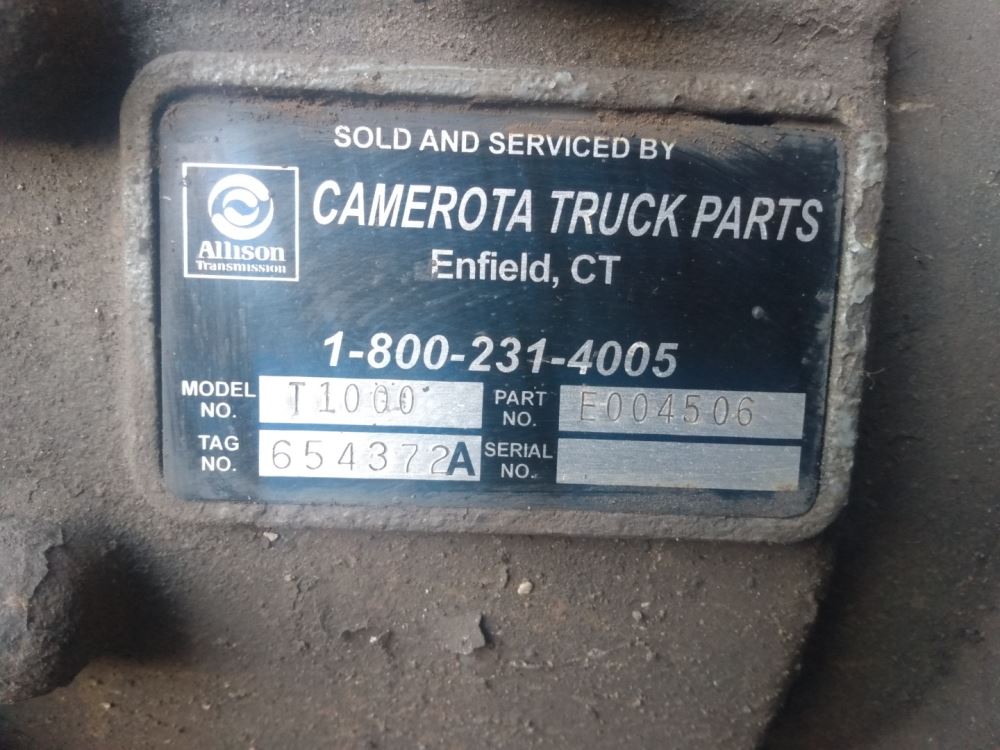 SOLD AND SERVICED BY
Allison
Transmission
CAMEROTA TRUCK PARTS
Enfield, CT
1-800-231-4005
MODEL NO. T1000 PART NO. E004506
TAG NO. 654372A SERIAL NO.